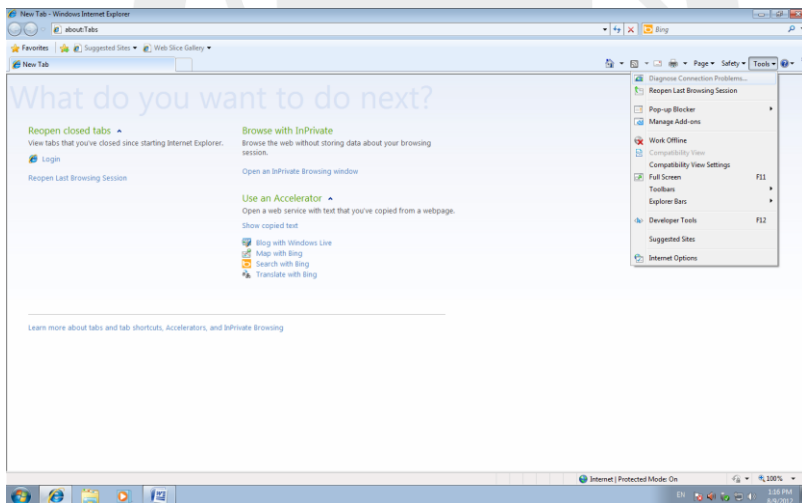 New Tab - Windows Internet Explorer
about:Tabs
Bing
Favorites Suggested Sites Web Slice Gallery
New Tab
Page Safety Tools
What do you want to do next?
Reopen closed tabs
View tabs that you've closed since starting Internet Explorer.
Login
Reopen Last Browsing Session
Browse with InPrivate
Browse the web without storing data about your browsing
session.
Open an InPrivate Browsing window
Use an Accelerator
Open a web service with text that you've copied from a webpage.
Show copied text
Blog with Windows Live
Map with Bing
Search with Bing
Translate with Bing
Learn more about tabs and tab shortcuts, Accelerators, and InPrivate Browsing
Diagnose Connection Problems...
Reopen Last Browsing Session
Pop-up Blocker
Manage Add-ons
Work Offline
Compatibility View
Compatibility View Settings
Full Screen F11
Toolbars
Explorer Bars
Developer Tools F12
Suggested Sites
Internet Options
Internet | Protected Mode: On 100%
EN 3:16 PM
6/9/2012